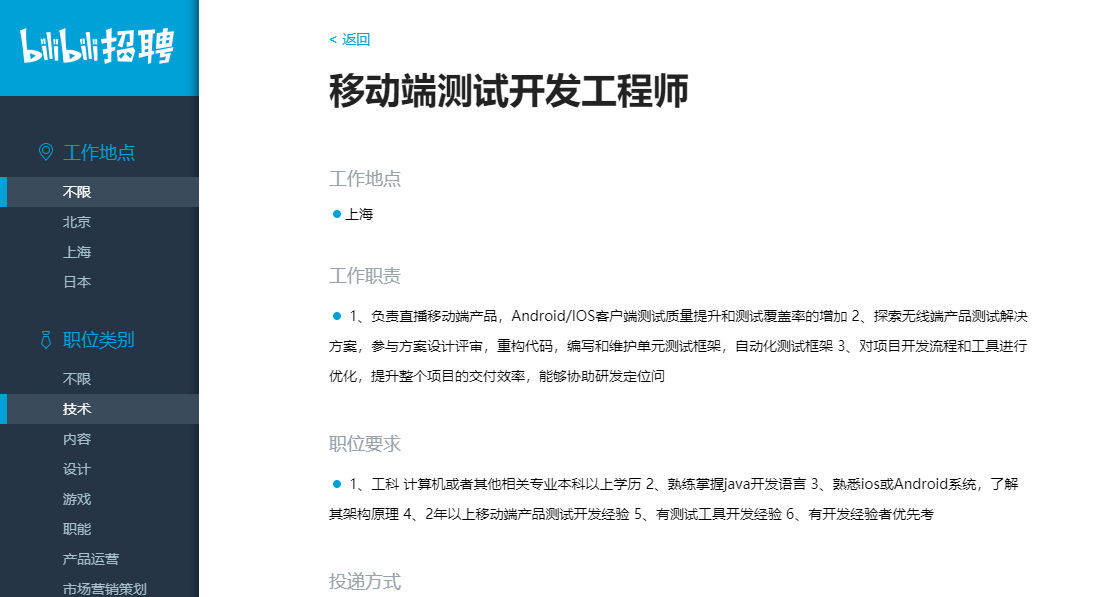 bilibili招聘
工作地点
不限
北京
上海
日本
职位类别
不限
技术
内容
设计
游戏
职能
产品运营
市场营销策划
< 返回
移动端测试开发工程师
工作地点
上海
工作职责
1、负责直播移动端产品，Android/IOS客户端测试质量提升和测试覆盖率的增加 2、探索无线端产品测试解决
方案，参与方案设计评审，重构代码，编写和维护单元测试框架，自动化测试框架 3、对项目开发流程和工具进行
优化，提升整个项目的交付效率，能够协助研发定位问
职位要求
1、工科 计算机或者其他相关专业本科以上学历 2、熟练掌握java开发语言 3、熟悉ios或Android系统，了解
其架构原理 4、2年以上移动端产品测试开发经验 5、有测试工具开发经验 6、有开发经验者优先考
投递方式